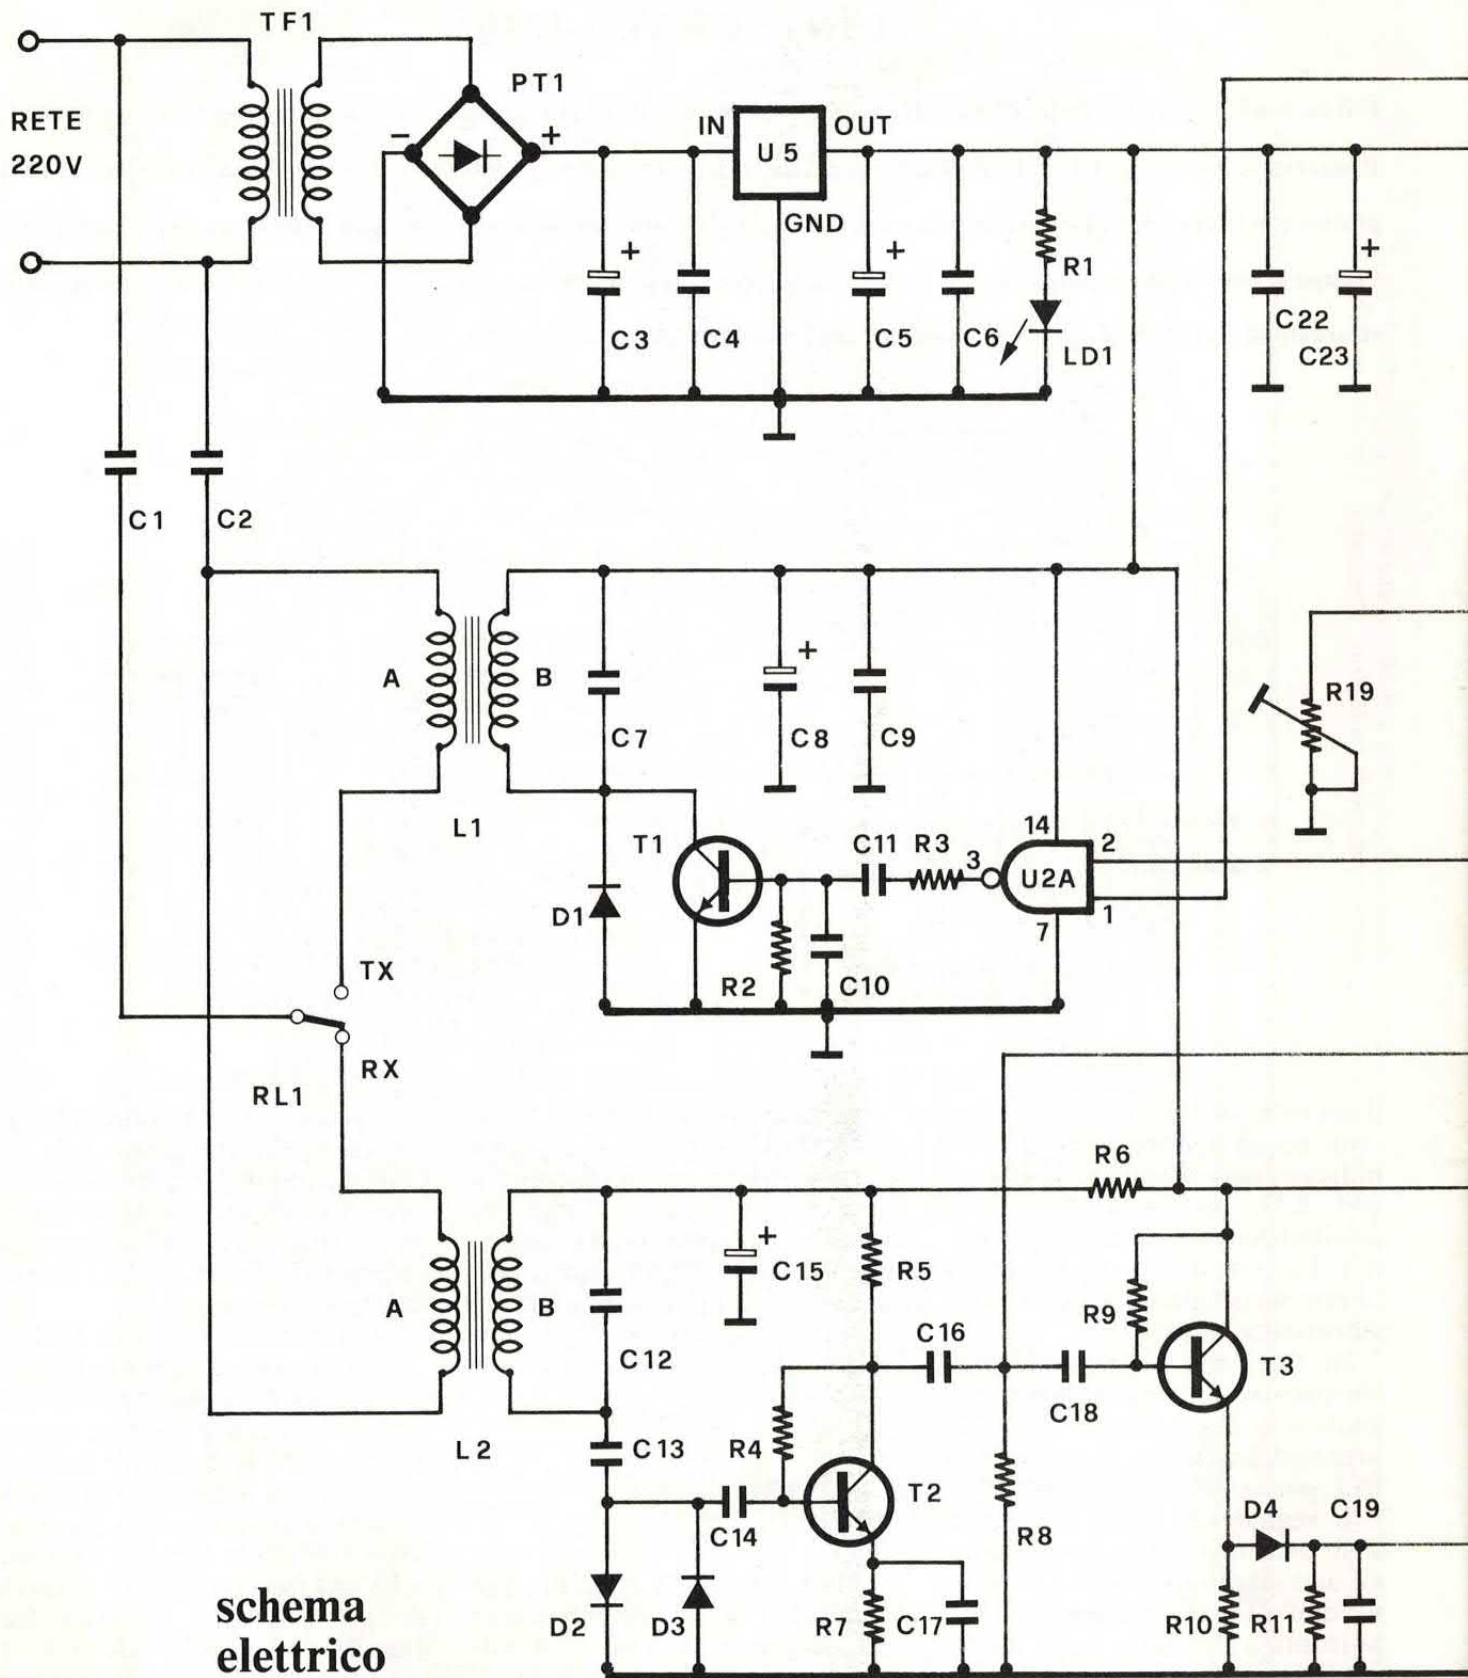 TF1
RETE
220V
PT1
-
+
IN
U5
OUT
GND
+
C3
C4
+
C5
C6
R1
LD1
C22
+
C23
C1
C2
A
B
L1
C7
+
C8
C9
R19
T1
C11
R3
3
14
U2A
2
1
7
D1
R2
C10
TX
RX
RL1
R6
A
B
L2
C12
+
C15
R5
C16
R9
T3
C18
C13
R4
C14
T2
R8
D4
C19
D2
D3
R7
C17
R10
R11
schema
elettrico